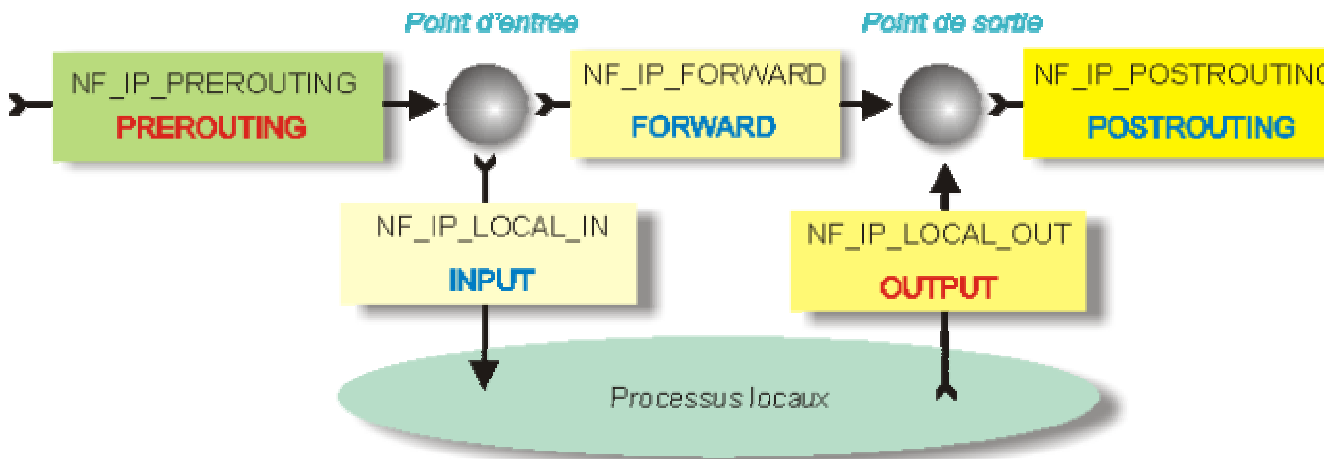 Point d'entrée
Point de sortie
NF_IP_PREROUTING
PREROUTING
NF_IP_FORWARD
FORWARD
NF_IP_POSTROUTING
POSTROUTING
NF_IP_LOCAL_IN
INPUT
NF_IP_LOCAL_OUT
OUTPUT
Processus locaux